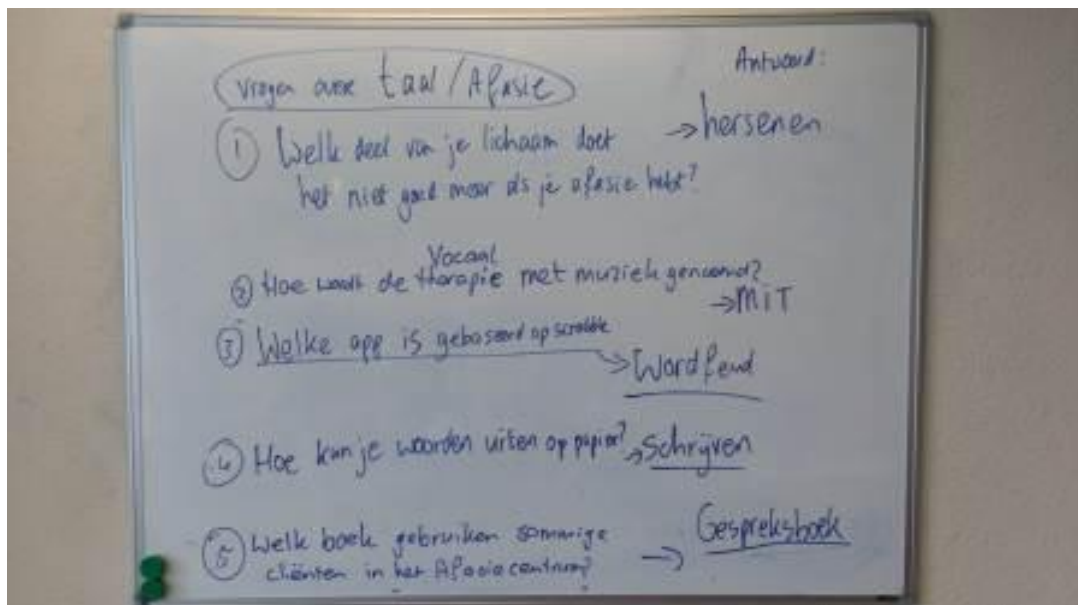 Vragen over taal/Afasie
Antwoord:
① Welk deel van je lichaam doet
het niet goed meer als je afasie hebt?
→ hersenen
Vocaal
② Hoe wordt de therapie met muziek genoemd?
→ MIT
③ Welke app is gebaseerd op scrabble
→ Wordfeud
④ Hoe kan je woorden uiten op papier?
→ Schrijven
⑤ Welk boek gebruiken sommige
cliënten in het Afasiecentrum?
→ Gespreksboek